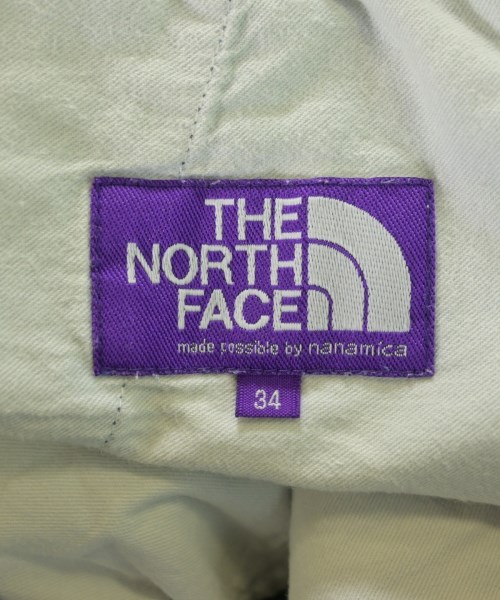 THE
NORTH
FACE
made possible by nanamica
34